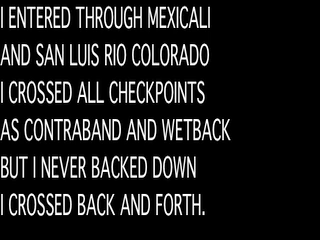 I ENTERED THROUGH MEXICALI
AND SAN LUIS RIO COLORADO
I CROSSED ALL CHECKPOINTS
AS CONTRABAND AND WETBACK
BUT I NEVER BACKED DOWN
I CROSSED BACK AND FORTH.